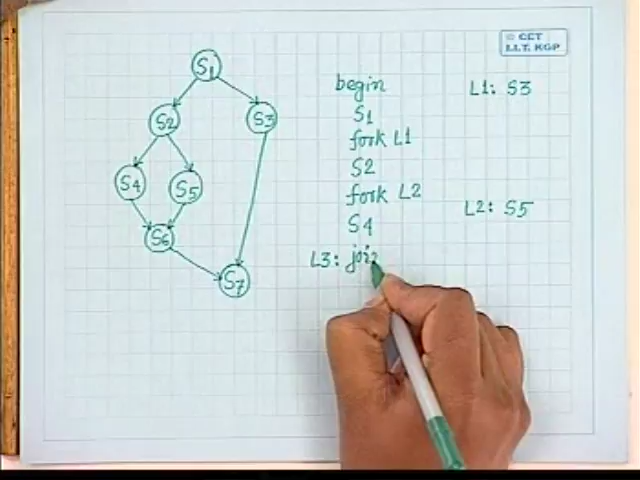 © CET
I.I.T. KGP
S1
S2
S3
S4
S5
S6
S7
begin
S1
fork L1
S2
fork L2
S4
L3: join
L1: S3
L2: S5